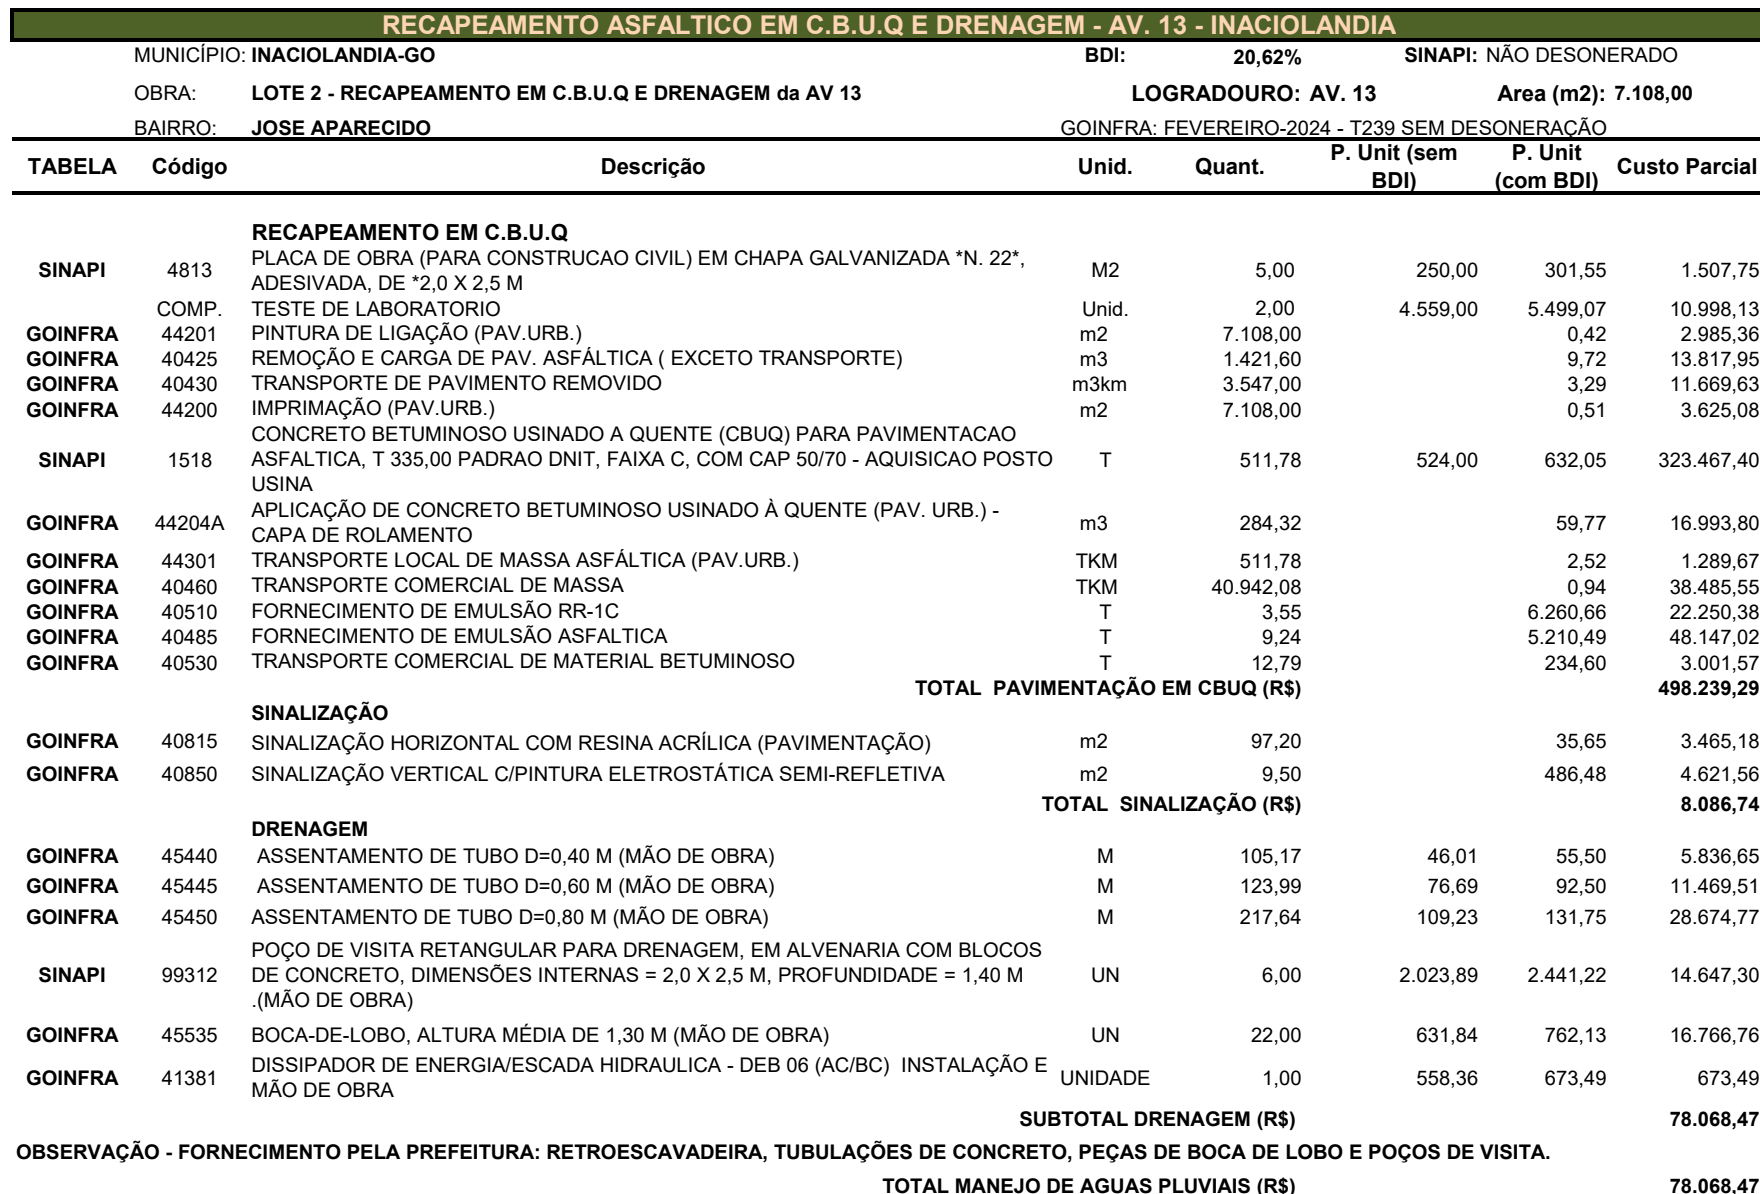 RECAPEAMENTO ASFALTICO EM C.B.U.Q E DRENAGEM - AV. 13 - INACIOLANDIA
MUNICÍPIO: INACIOLANDIA-GO BDI: 20,62% SINAPI: NÃO DESONERADO
OBRA: LOTE 2 - RECAPEAMENTO EM C.B.U.Q E DRENAGEM da AV 13 LOGRADOURO: AV. 13 Area (m2): 7.108,00
BAIRRO: JOSE APARECIDO GOINFRA: FEVEREIRO-2024 - T239 SEM DESONERAÇÃO
TABELA Código Descrição Unid. Quant. P. Unit (sem BDI) P. Unit (com BDI) Custo Parcial
RECAPEAMENTO EM C.B.U.Q
SINAPI 4813 PLACA DE OBRA (PARA CONSTRUCAO CIVIL) EM CHAPA GALVANIZADA *N. 22*,
ADESIVADA, DE *2,0 X 2,5 M M2 5,00 250,00 301,55 1.507,75
COMP. TESTE DE LABORATORIO Unid. 2,00 4.559,00 5.499,07 10.998,13
GOINFRA 44201 PINTURA DE LIGAÇÃO (PAV.URB.) m2 7.108,00 0,42 2.985,36
GOINFRA 40425 REMOÇÃO E CARGA DE PAV. ASFÁLTICA ( EXCETO TRANSPORTE) m3 1.421,60 9,72 13.817,95
GOINFRA 40430 TRANSPORTE DE PAVIMENTO REMOVIDO m3km 3.547,00 3,29 11.669,63
GOINFRA 44200 IMPRIMAÇÃO (PAV.URB.) m2 7.108,00 0,51 3.625,08
CONCRETO BETUMINOSO USINADO A QUENTE (CBUQ) PARA PAVIMENTACAO
SINAPI 1518 ASFALTICA, T 335,00 PADRAO DNIT, FAIXA C, COM CAP 50/70 - AQUISICAO POSTO T 511,78 524,00 632,05 323.467,40
USINA
GOINFRA 44204A APLICAÇÃO DE CONCRETO BETUMINOSO USINADO À QUENTE (PAV. URB.) -
CAPA DE ROLAMENTO m3 284,32 59,77 16.993,80
GOINFRA 44301 TRANSPORTE LOCAL DE MASSA ASFÁLTICA (PAV.URB.) TKM 511,78 2,52 1.289,67
GOINFRA 40460 TRANSPORTE COMERCIAL DE MASSA TKM 40.942,08 0,94 38.485,55
GOINFRA 40510 FORNECIMENTO DE EMULSÃO RR-1C T 3,55 6.260,66 22.250,38
GOINFRA 40485 FORNECIMENTO DE EMULSÃO ASFALTICA T 9,24 5.210,49 48.147,02
GOINFRA 40530 TRANSPORTE COMERCIAL DE MATERIAL BETUMINOSO T 12,79 234,60 3.001,57
TOTAL PAVIMENTAÇÃO EM CBUQ (R$) 498.239,29
SINALIZAÇÃO
GOINFRA 40815 SINALIZAÇÃO HORIZONTAL COM RESINA ACRÍLICA (PAVIMENTAÇÃO) m2 97,20 35,65 3.465,18
GOINFRA 40850 SINALIZAÇÃO VERTICAL C/PINTURA ELETROSTÁTICA SEMI-REFLETIVA m2 9,50 486,48 4.621,56
TOTAL SINALIZAÇÃO (R$) 8.086,74
DRENAGEM
GOINFRA 45440 ASSENTAMENTO DE TUBO D=0,40 M (MÃO DE OBRA) M 105,17 46,01 55,50 5.836,65
GOINFRA 45445 ASSENTAMENTO DE TUBO D=0,60 M (MÃO DE OBRA) M 123,99 76,69 92,50 11.469,51
GOINFRA 45450 ASSENTAMENTO DE TUBO D=0,80 M (MÃO DE OBRA) M 217,64 109,23 131,75 28.674,77
POÇO DE VISITA RETANGULAR PARA DRENAGEM, EM ALVENARIA COM BLOCOS
SINAPI 99312 DE CONCRETO, DIMENSÕES INTERNAS = 2,0 X 2,5 M, PROFUNDIDADE = 1,40 M UN 6,00 2.023,89 2.441,22 14.647,30
.(MÃO DE OBRA)
GOINFRA 45535 BOCA-DE-LOBO, ALTURA MÉDIA DE 1,30 M (MÃO DE OBRA) UN 22,00 631,84 762,13 16.766,76
GOINFRA 41381 DISSIPADOR DE ENERGIA/ESCADA HIDRAULICA - DEB 06 (AC/BC) INSTALAÇÃO E
MÃO DE OBRA UNIDADE 1,00 558,36 673,49 673,49
SUBTOTAL DRENAGEM (R$) 78.068,47
OBSERVAÇÃO - FORNECIMENTO PELA PREFEITURA: RETROESCAVADEIRA, TUBULAÇÕES DE CONCRETO, PEÇAS DE BOCA DE LOBO E POÇOS DE VISITA.
TOTAL MANEJO DE AGUAS PLUVIAIS (R$) 78.068,47